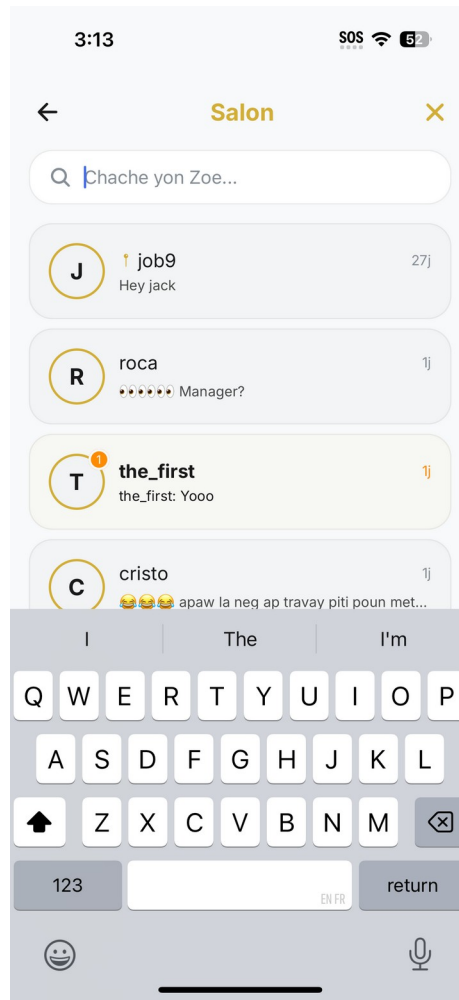 3:13
SOS
52
Salon
Chache yon Zoe...
J
job9
27j
Hey jack
R
roca
1j
👀👀👀 Manager?
1
T
the_first
1j
the_first: Yooo
C
cristo
1j
😂😂😂 apaw la neg ap travay piti poun met...
I
The
I'm
Q W E R T Y U I O P
A S D F G H J K L
Z X C V B N M
123
EN FR
return